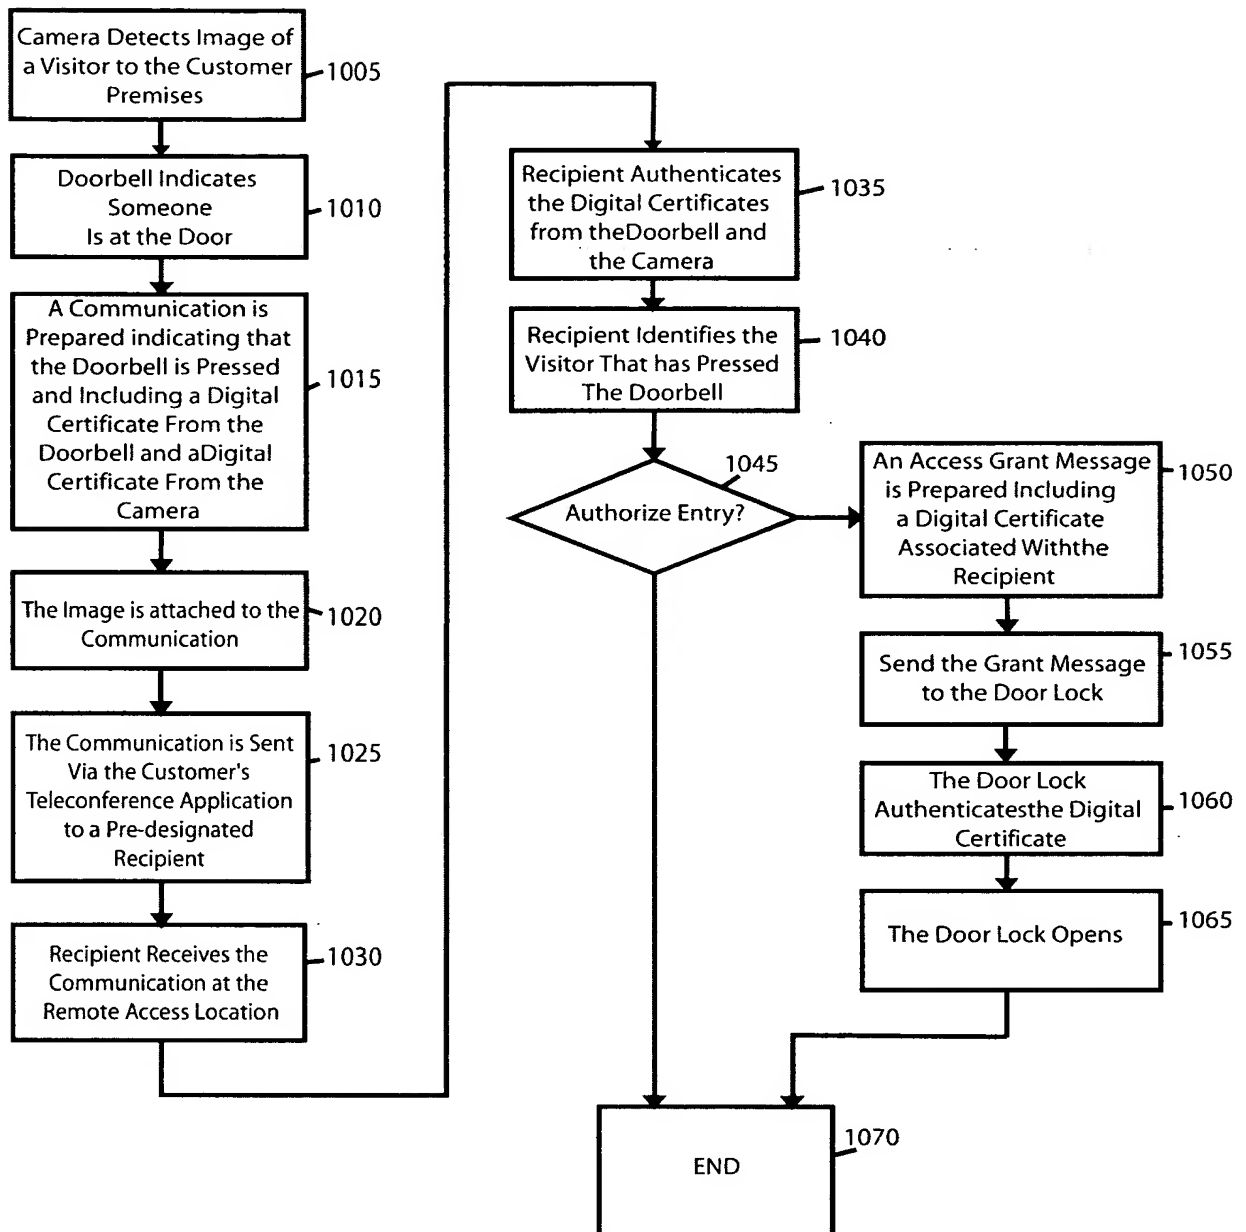 Camera Detects Image of
a Visitor to the Customer
Premises
1005
Doorbell Indicates
Someone
Is at the Door
1010
A Communication is
Prepared indicating that
the Doorbell is Pressed
and Including a Digital
Certificate From the
Doorbell and aDigital
Certificate From the
Camera
1015
The Image is attached to the
Communication
1020
The Communication is Sent
Via the Customer's
Teleconference Application
to a Pre-designated
Recipient
1025
Recipient Receives the
Communication at the
Remote Access Location
1030
Recipient Authenticates
the Digital Certificates
from theDoorbell and
the Camera
1035
Recipient Identifies the
Visitor That has Pressed
The Doorbell
1040
Authorize Entry?
1045
An Access Grant Message
is Prepared Including
a Digital Certificate
Associated Withthe
Recipient
1050
Send the Grant Message
to the Door Lock
1055
The Door Lock
Authenticatesthe Digital
Certificate
1060
The Door Lock Opens
1065
END
1070